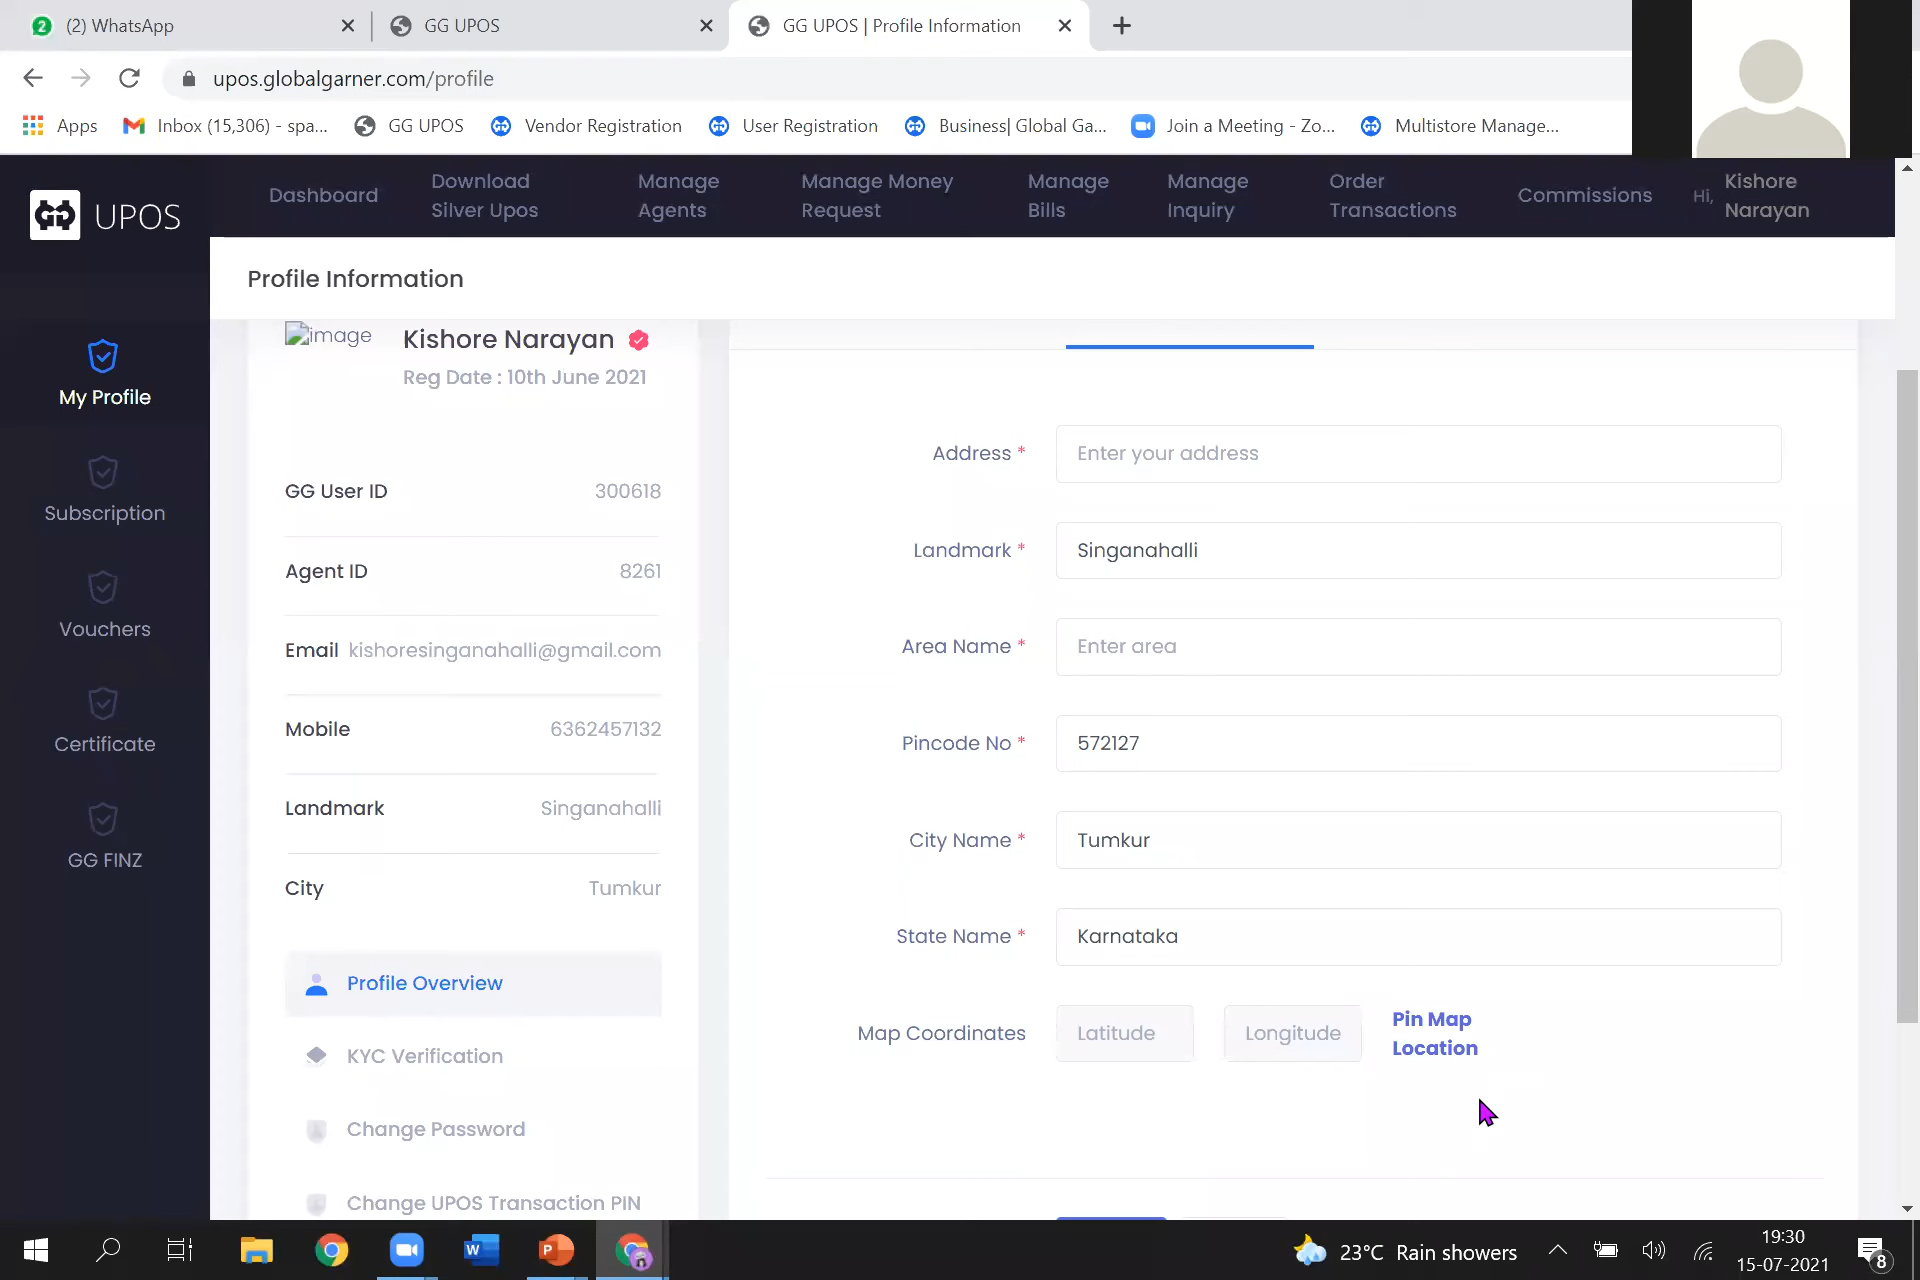 (2) WhatsApp
GG UPOS
GG UPOS | Profile Information
upos.globalgarner.com/profile
Apps
Inbox (15,306) - spa...
GG UPOS
Vendor Registration
User Registration
Business| Global Ga...
Join a Meeting - Zo...
Multistore Manage...
UPOS
Dashboard
Download
Silver Upos
Manage
Agents
Manage Money
Request
Manage
Bills
Manage
Inquiry
Order
Transactions
Commissions
Hi,
Kishore
Narayan
Profile Information
My Profile
Subscription
Vouchers
Certificate
GG FINZ
image
Kishore Narayan
Reg Date : 10th June 2021
GG User ID 300618
Agent ID 8261
Email kishoresinganahalli@gmail.com
Mobile 6362457132
Landmark Singanahalli
City Tumkur
Profile Overview
KYC Verification
Change Password
Change UPOS Transaction PIN
Address * Enter your address
Landmark * Singanahalli
Area Name * Enter area
Pincode No * 572127
City Name * Tumkur
State Name * Karnataka
Map Coordinates Latitude Longitude
Pin Map
Location
23°C Rain showers
19:30
15-07-2021
8